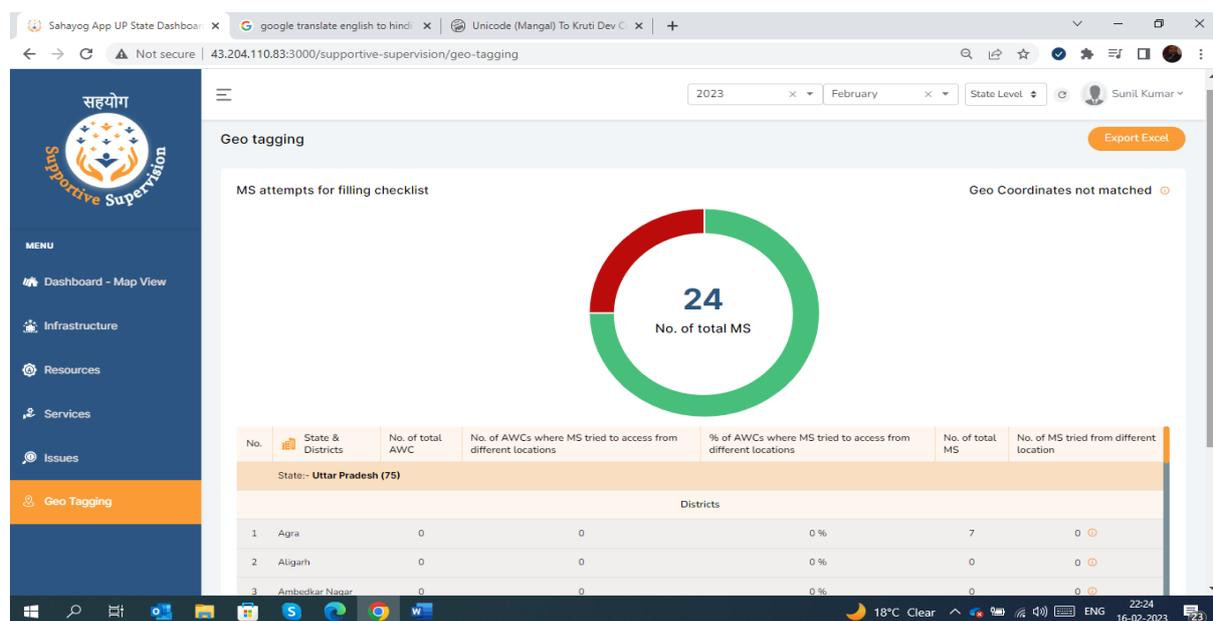 Sahayog App UP State Dashboar
google translate english to hindi
Unicode (Mangal) To Kruti Dev C
Not secure
43.204.110.83:3000/supportive-supervision/geo-tagging
सहयोग
Supportive Supervision
2023
February
State Level
Sunil Kumar
Geo tagging
Export Excel
MS attempts for filling checklist
Geo Coordinates not matched
24
No. of total MS
MENU
Dashboard - Map View
Infrastructure
Resources
Services
Issues
Geo Tagging
No.
State & Districts
No. of total AWC
No. of AWCs where MS tried to access from different locations
% of AWCs where MS tried to access from different locations
No. of total MS
No. of MS tried from different location
State:- Uttar Pradesh (75)
Districts
1 Agra 0 0 0 % 7 0
2 Aligarh 0 0 0 % 0 0
3 Ambedkar Nagar 0 0 0 % 0 0
18°C Clear
ENG
22:24
16-02-2023
23